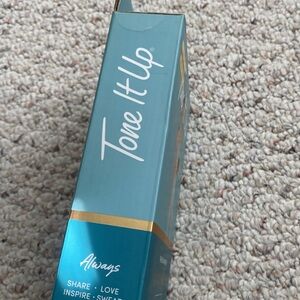 Tone It Up
Always
SHARE · LOVE
INSPIRE · SWEAT